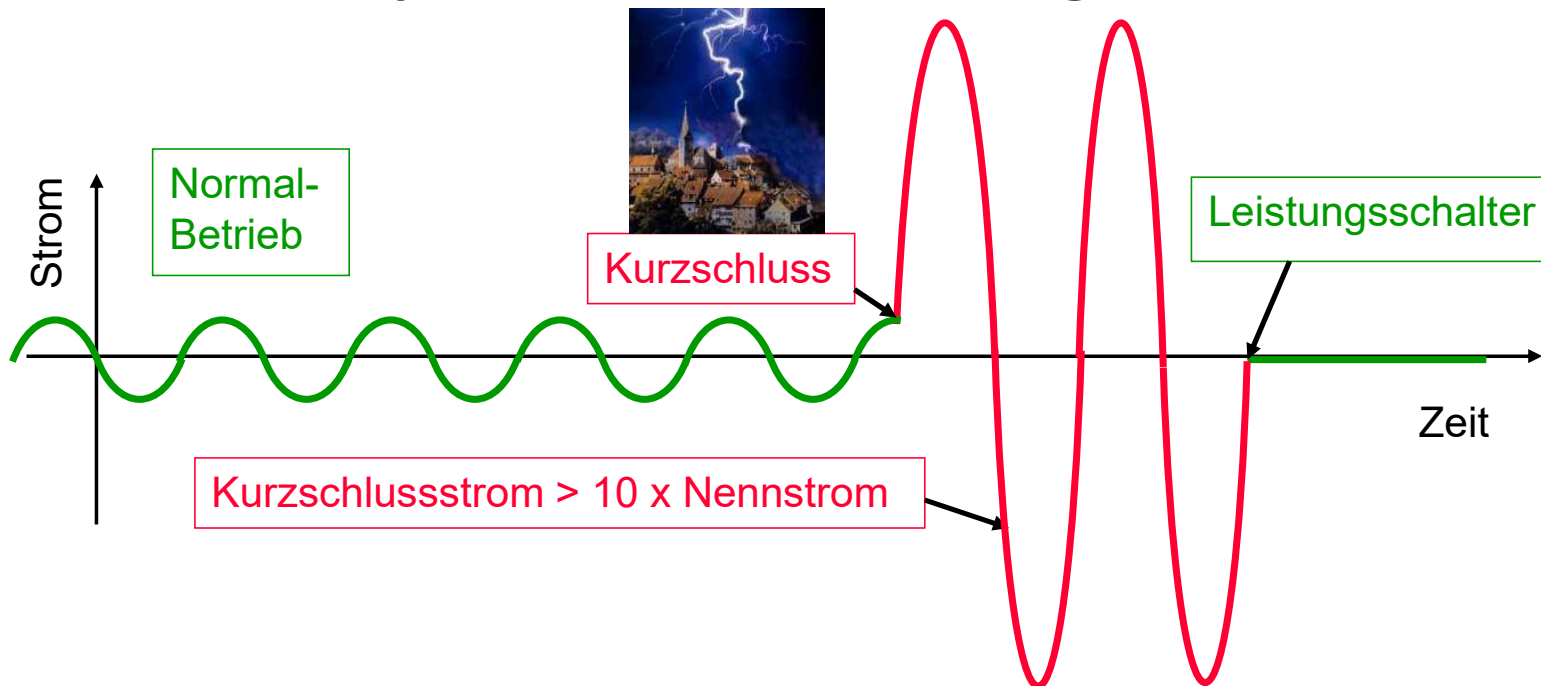 Strom
Normal-
Betrieb
Kurzschluss
Leistungsschalter
Zeit
Kurzschlussstrom > 10 x Nennstrom